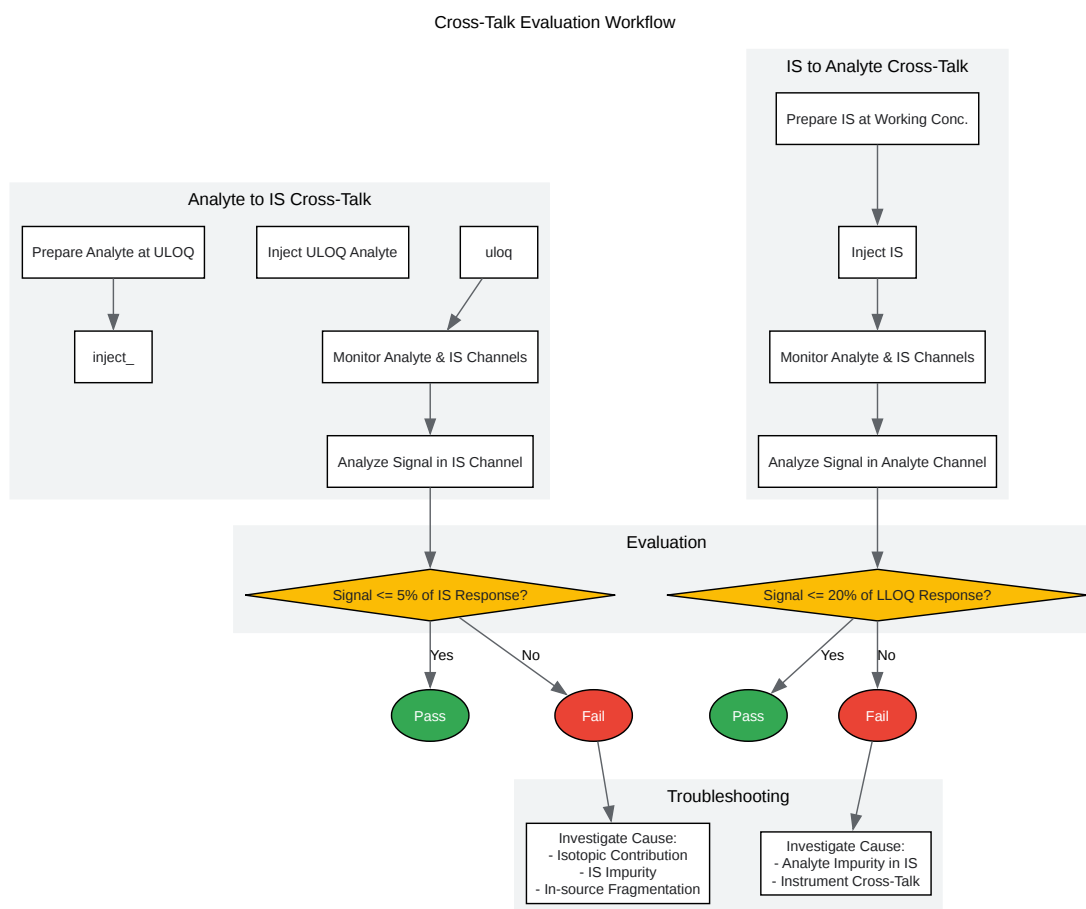 Cross-Talk Evaluation Workflow
IS to Analyte Cross-Talk
Prepare IS at Working Conc.
Analyte to IS Cross-Talk
Prepare Analyte at ULOQ
Inject ULOQ Analyte
uloq
Inject IS
inject_
Monitor Analyte & IS Channels
Monitor Analyte & IS Channels
Analyze Signal in IS Channel
Analyze Signal in Analyte Channel
Evaluation
Signal <= 5% of IS Response?
Signal <= 20% of LLOQ Response?
Yes
No
Yes
No
Pass
Fail
Pass
Fail
Troubleshooting
Investigate Cause:
- Isotopic Contribution
- IS Impurity
- In-source Fragmentation
Investigate Cause:
- Analyte Impurity in IS
- Instrument Cross-Talk